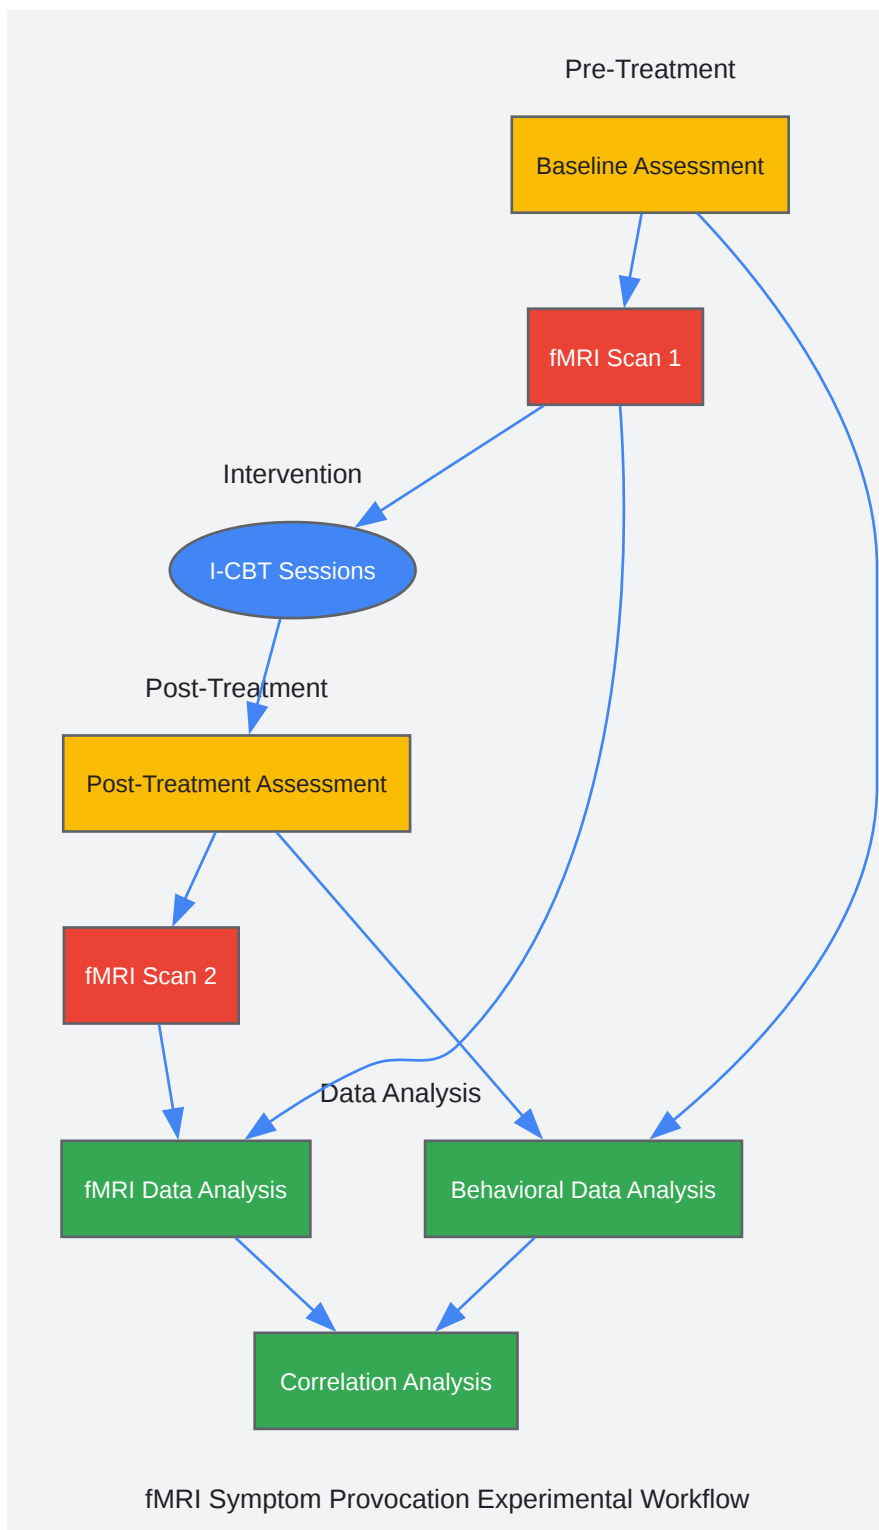 Pre-Treatment
Baseline Assessment
fMRI Scan 1
Intervention
I-CBT Sessions
Post-Treatment
Post-Treatment Assessment
fMRI Scan 2
Data Analysis
fMRI Data Analysis
Behavioral Data Analysis
Correlation Analysis
fMRI Symptom Provocation Experimental Workflow